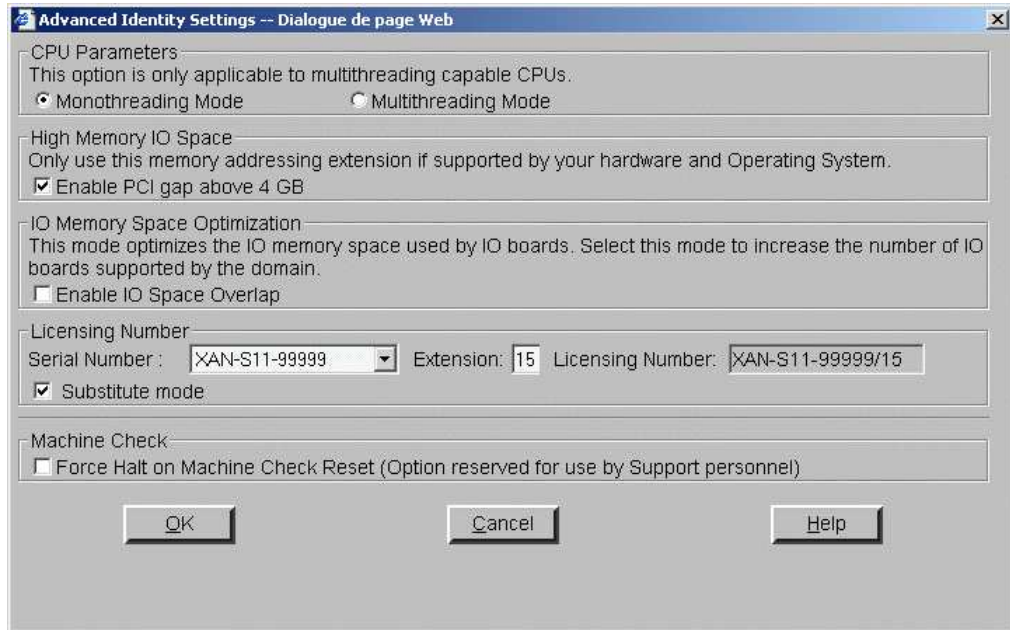 Advanced Identity Settings -- Dialogue de page Web
CPU Parameters
This option is only applicable to multithreading capable CPUs.
Monothreading Mode Multithreading Mode
High Memory IO Space
Only use this memory addressing extension if supported by your hardware and Operating System.
Enable PCI gap above 4 GB
IO Memory Space Optimization
This mode optimizes the IO memory space used by IO boards. Select this mode to increase the number of IO
boards supported by the domain.
Enable IO Space Overlap
Licensing Number
Serial Number : XAN-S11-99999 Extension: 15 Licensing Number: XAN-S11-99999/15
Substitute mode
Machine Check
Force Halt on Machine Check Reset (Option reserved for use by Support personnel)
OK Cancel Help